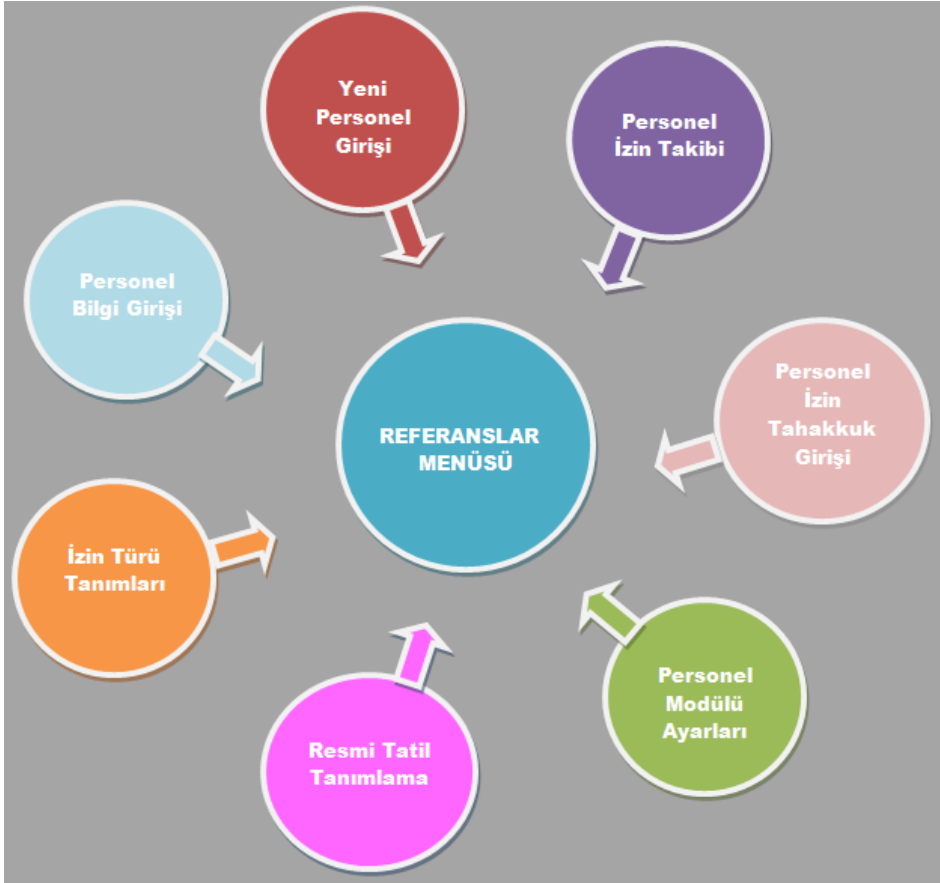 Yeni
Personel
Girişi
Personel
İzin Takibi
Personel
Bilgi Girişi
Personel
İzin
Tahakkuk
Girişi
REFERANSLAR
MENÜSÜ
İzin Türü
Tanımları
Personel
Modülü
Ayarları
Resmi Tatil
Tanımlama